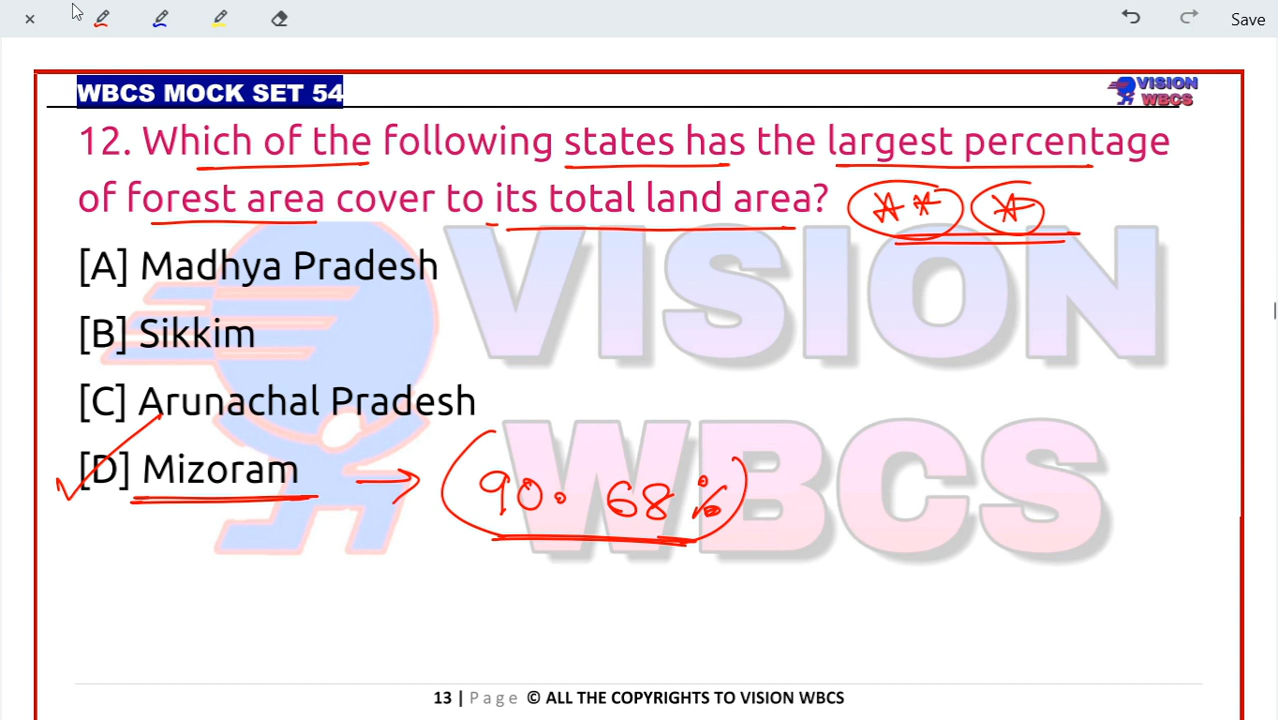 Save
WBCS MOCK SET 54
VISION
WBCS
12. Which of the following states has the largest percentage
of forest area cover to its total land area?
[A] Madhya Pradesh
[B] Sikkim
[C] Arunachal Pradesh
[D] Mizoram → (90.68%)
VISION
WBCS
13 | Page © ALL THE COPYRIGHTS TO VISION WBCS